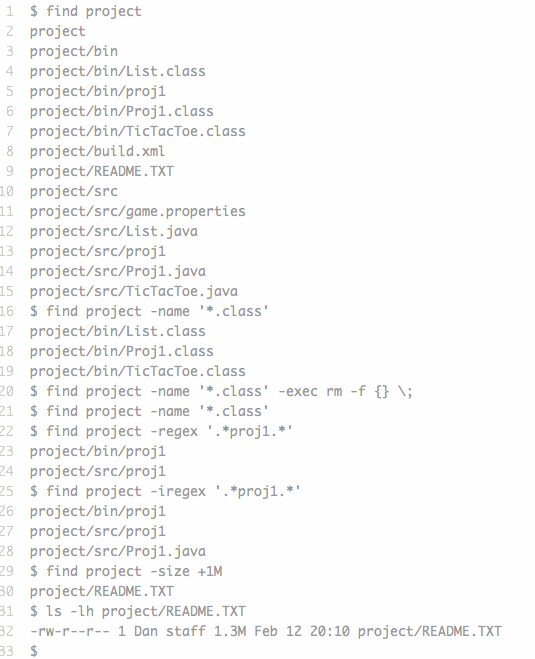 1 $ find project
2 project
3 project/bin
4 project/bin/List.class
5 project/bin/proj1
6 project/bin/Proj1.class
7 project/bin/TicTacToe.class
8 project/build.xml
9 project/README.TXT
10 project/src
11 project/src/game.properties
12 project/src/List.java
13 project/src/proj1
14 project/src/Proj1.java
15 project/src/TicTacToe.java
16 $ find project -name '*.class'
17 project/bin/List.class
18 project/bin/Proj1.class
19 project/bin/TicTacToe.class
20 $ find project -name '*.class' -exec rm -f {} \;
21 $ find project -name '*.class'
22 $ find project -regex '.*proj1.*'
23 project/bin/proj1
24 project/src/proj1
25 $ find project -iregex '.*proj1.*'
26 project/bin/proj1
27 project/src/proj1
28 project/src/Proj1.java
29 $ find project -size +1M
30 project/README.TXT
31 $ ls -lh project/README.TXT
32 -rw-r--r-- 1 Dan staff 1.3M Feb 12 20:10 project/README.TXT
33 $